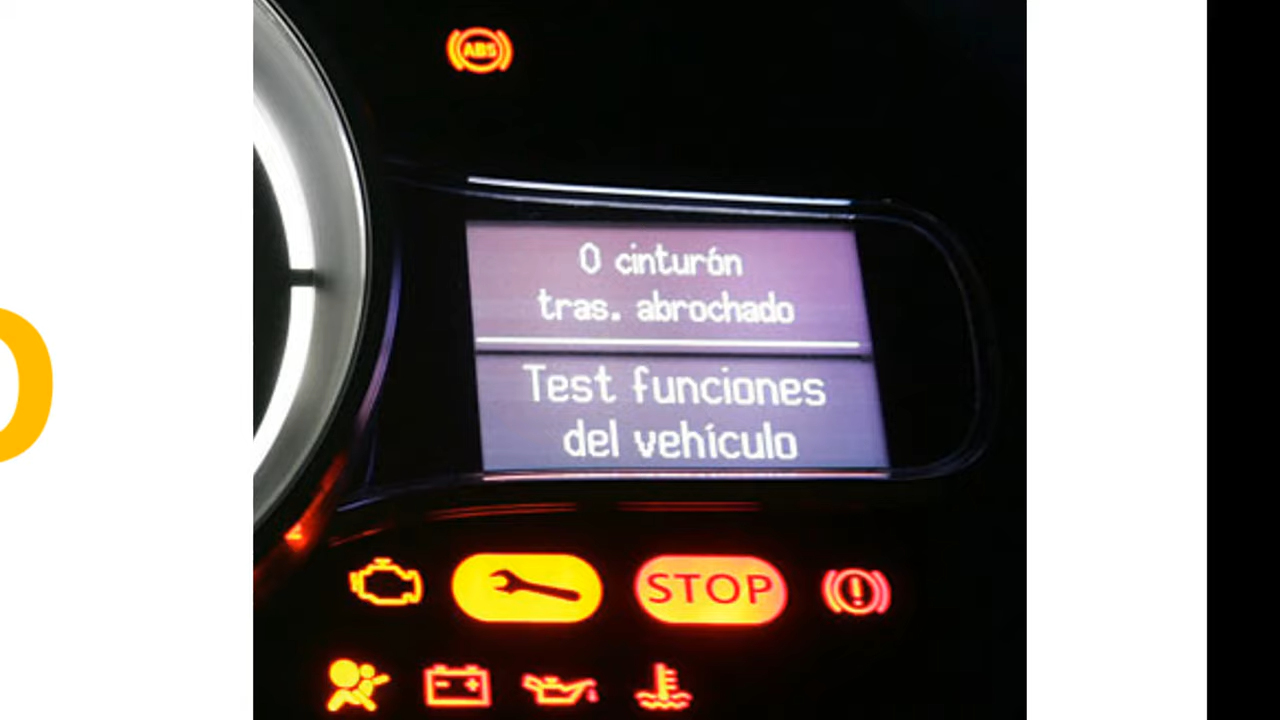 ABS
0 cinturón
tras. abrochado
Test funciones
del vehículo
STOP